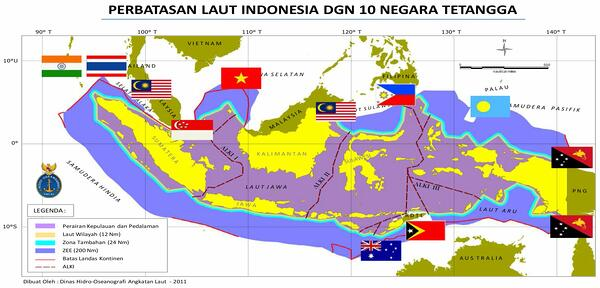 PERBATASAN LAUT INDONESIA DGN 10 NEGARA TETANGGA
90° T
100° T
110° T
120° T
130° T
140° T
VIETNAM
10°U
AILAND
A SELATAN
FILIPINA
PALAU
SAMUDERA PASIFIK
MALAYSIA
MALAYSIA
0°
SUMATERA
KALIMANTAN
ALKI I
ALKI II
ALKI III
PNG
SAMUDERA HINDIA
LAUT JAWA
JAWA
LAUT ARU
10°S
AUSTRALIA
LEGENDA :
Perairan Kepulauan dan Pedalaman
Laut Wilayah (12 Nm)
Zona Tambahan (24 Nm)
ZEE (200 Nm)
Batas Landas Kontinen
ALKI
Dibuat Oleh : Dinas Hidro-Oseanografi Angkatan Laut - 2011